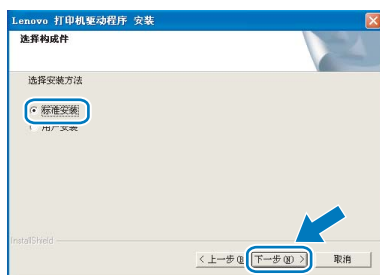 Lenovo 打印机驱动程序 安装
选择构成件
选择安装方法
标准安装
用户安装
InstallShield
< 上一步(B) 下一步(N) > 取消